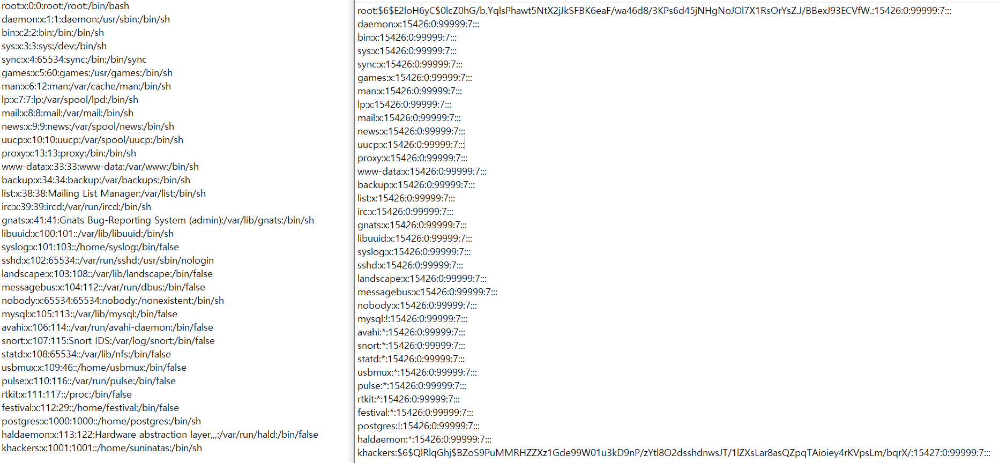 root:x:0:0:root:/root:/bin/bash
daemon:x:1:1:daemon:/usr/sbin:/bin/sh
bin:x:2:2:bin:/bin:/bin/sh
sys:x:3:3:sys:/dev:/bin/sh
sync:x:4:65534:sync:/bin:/bin/sync
games:x:5:60:games:/usr/games:/bin/sh
man:x:6:12:man:/var/cache/man:/bin/sh
lp:x:7:7:lp:/var/spool/lpd:/bin/sh
mail:x:8:8:mail:/var/mail:/bin/sh
news:x:9:9:news:/var/spool/news:/bin/sh
uucp:x:10:10:uucp:/var/spool/uucp:/bin/sh
proxy:x:13:13:proxy:/bin:/bin/sh
www-data:x:33:33:www-data:/var/www:/bin/sh
backup:x:34:34:backup:/var/backups:/bin/sh
list:x:38:38:Mailing List Manager:/var/list:/bin/sh
irc:x:39:39:ircd:/var/run/ircd:/bin/sh
gnats:x:41:41:Gnats Bug-Reporting System (admin):/var/lib/gnats:/bin/sh
libuuid:x:100:101::/var/lib/libuuid:/bin/sh
syslog:x:101:103::/home/syslog:/bin/false
sshd:x:102:65534::/var/run/sshd:/usr/sbin/nologin
landscape:x:103:108::/var/lib/landscape:/bin/false
messagebus:x:104:112::/var/run/dbus:/bin/false
nobody:x:65534:65534:nobody:/nonexistent:/bin/sh
mysql:x:105:113::/var/lib/mysql:/bin/false
avahi:x:106:114::/var/run/avahi-daemon:/bin/false
snort:x:107:115:Snort IDS:/var/log/snort:/bin/false
statd:x:108:65534::/var/lib/nfs:/bin/false
usbmux:x:109:46::/home/usbmux:/bin/false
pulse:x:110:116::/var/run/pulse:/bin/false
rtkit:x:111:117::/proc:/bin/false
festival:x:112:29::/home/festival:/bin/false
postgres:x:1000:1000::/home/postgres:/bin/sh
haldaemon:x:113:122:Hardware abstraction layer,,,:/var/run/hald:/bin/false
khackers:x:1001:1001::/home/suninatas:/bin/sh
root:$6$E2loH6yC$0lcZ0hG/b.YqlsPhawt5NtX2jJkSFBK6eaF/wa46d8/3KPs6d45jNHgNoJOl7X1RsOrYsZ.J/BBexJ93ECVfW.:15426:0:99999:7:::
daemon:x:15426:0:99999:7:::
bin:x:15426:0:99999:7:::
sys:x:15426:0:99999:7:::
sync:x:15426:0:99999:7:::
games:x:15426:0:99999:7:::
man:x:15426:0:99999:7:::
lp:x:15426:0:99999:7:::
mail:x:15426:0:99999:7:::
news:x:15426:0:99999:7:::
uucp:x:15426:0:99999:7:::
proxy:x:15426:0:99999:7:::
www-data:x:15426:0:99999:7:::
backup:x:15426:0:99999:7:::
list:x:15426:0:99999:7:::
irc:x:15426:0:99999:7:::
gnats:x:15426:0:99999:7:::
libuuid:x:15426:0:99999:7:::
syslog:x:15426:0:99999:7:::
sshd:x:15426:0:99999:7:::
landscape:x:15426:0:99999:7:::
messagebus:x:15426:0:99999:7:::
nobody:x:15426:0:99999:7:::
mysql:!:15426:0:99999:7:::
avahi:*:15426:0:99999:7:::
snort:*:15426:0:99999:7:::
statd:*:15426:0:99999:7:::
usbmux:*:15426:0:99999:7:::
pulse:*:15426:0:99999:7:::
rtkit:*:15426:0:99999:7:::
festival:*:15426:0:99999:7:::
postgres:!:15426:0:99999:7:::
haldaemon:*:15426:0:99999:7:::
khackers:$6$QlRlqGhj$BZoS9PuMMRHZZXz1Gde99W01u3kD9nP/zYtl8O2dsshdnwsJT/1lZXsLar8asQZpqTAioiey4rKVpsLm/bqrX/:15427:0:99999:7:::